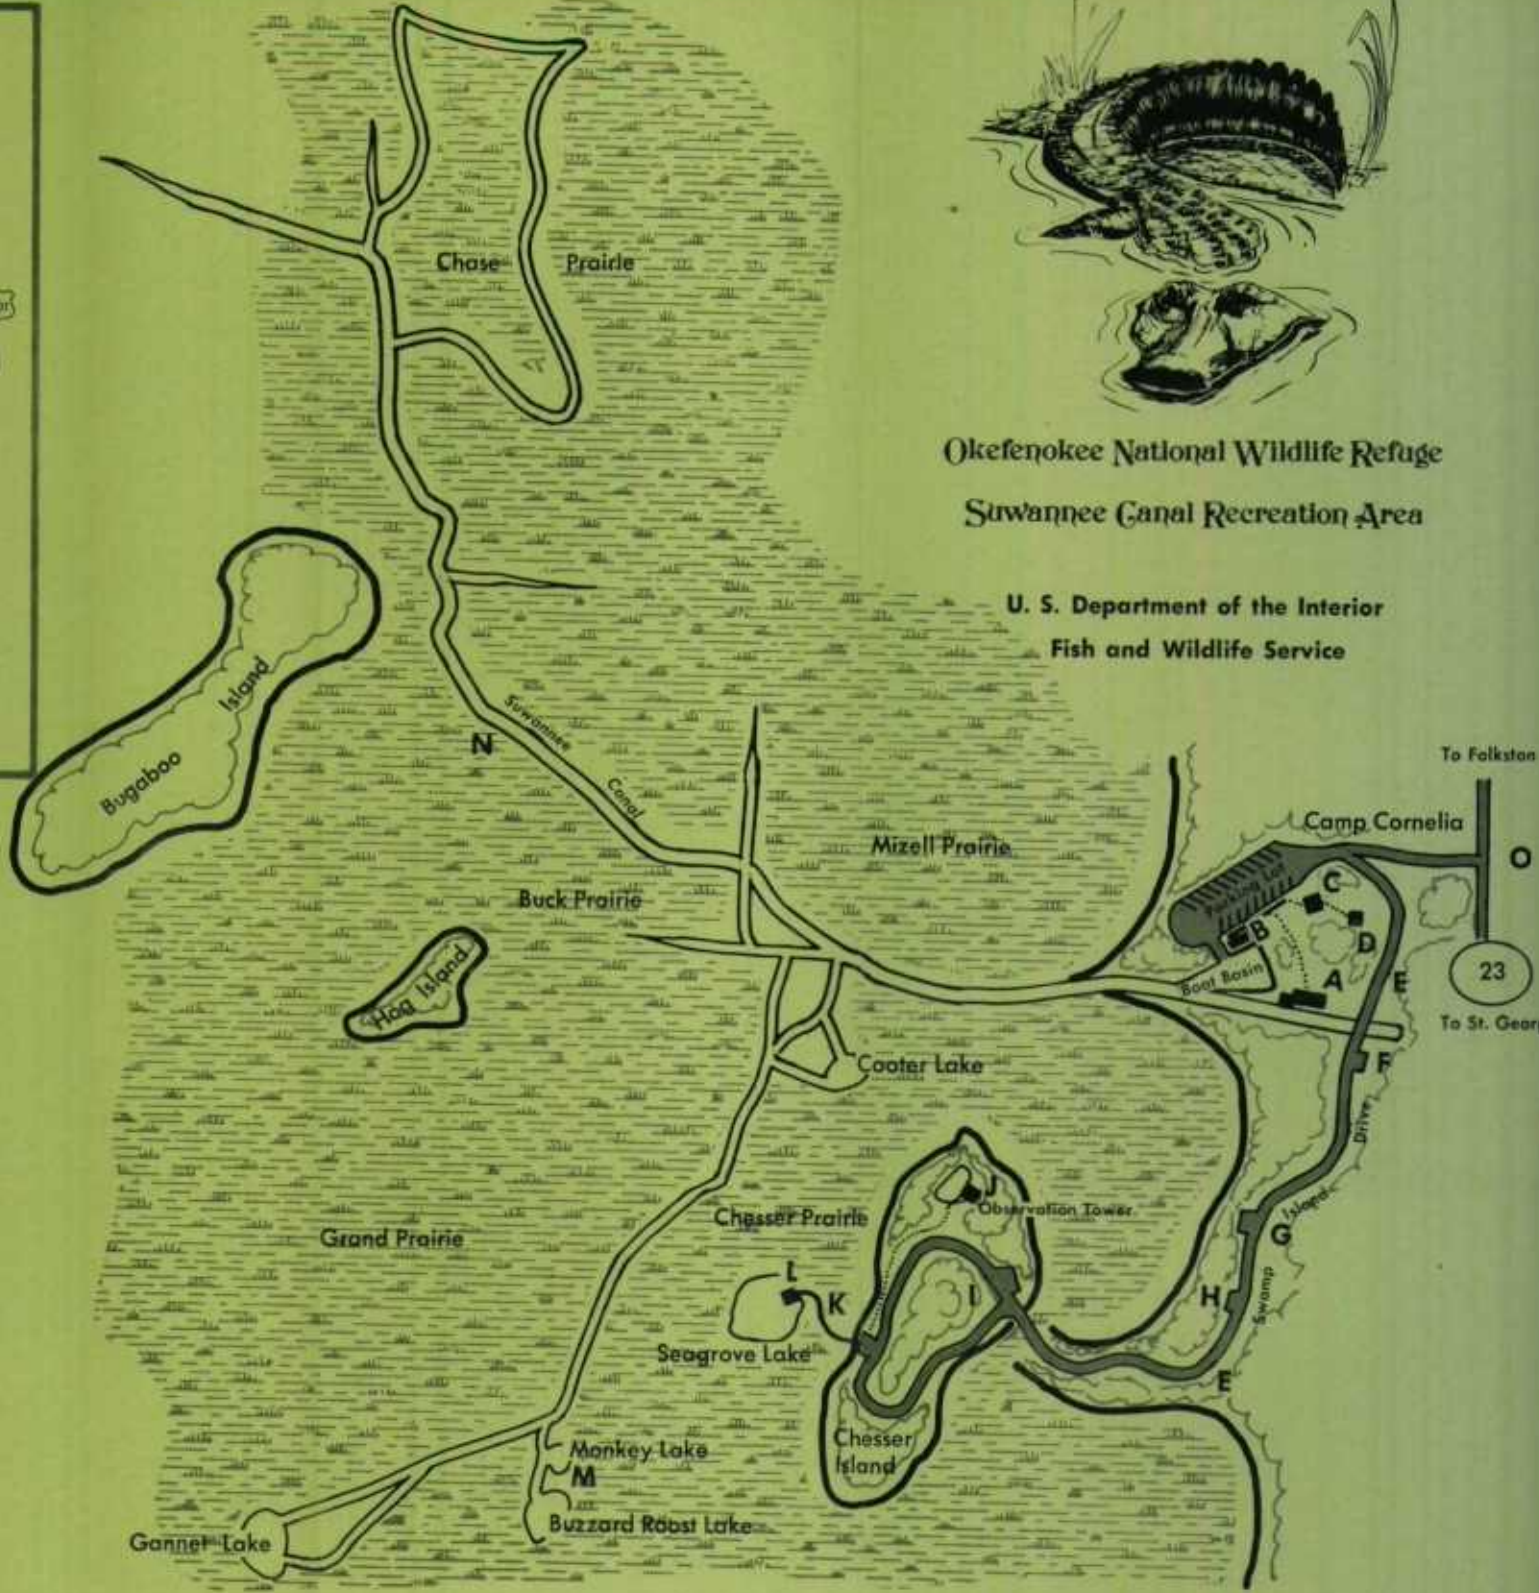 Chase Prairie
Okefenokee National Wildlife Refuge
Suwannee Canal Recreation Area
U. S. Department of the Interior
Fish and Wildlife Service
Bugaboo
Island
N
Suwannee
Canal
To Folkston
Camp Cornelia
Mizell Prairie
O
Buck Prairie
Parking Lot
C
B
D
Hog Island
A
E
23
Boat Basin
To St. Geor
F
Cooter Lake
Drive
J
Observation Tower
Chesser Prairie
Island
G
Grand Prairie
L
K
I
H
Swamp
Seagrove Lake
E
Chesser
Island
Monkey Lake
M
Buzzard Roost Lake
Gannet Lake